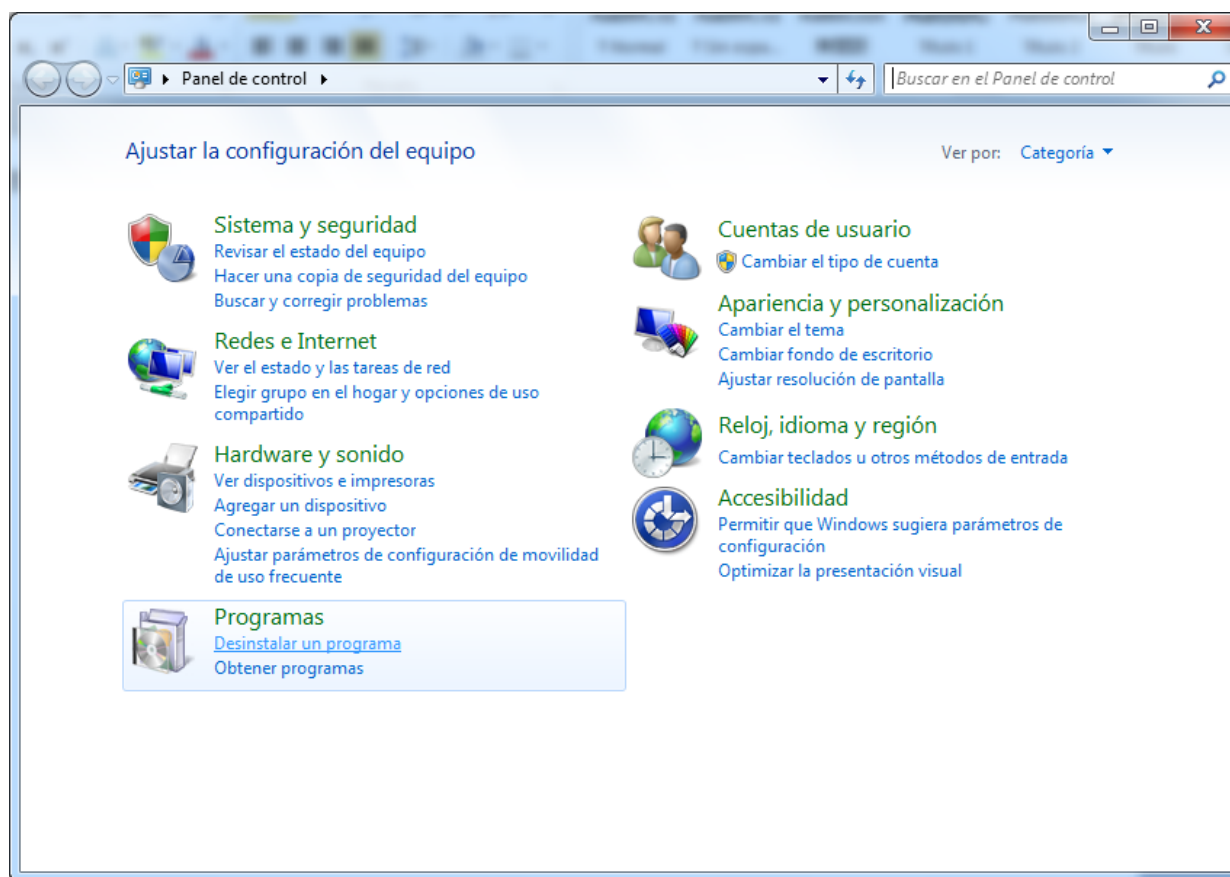 Panel de control
Buscar en el Panel de control
Ajustar la configuración del equipo
Ver por: Categoría
Sistema y seguridad
Revisar el estado del equipo
Hacer una copia de seguridad del equipo
Buscar y corregir problemas
Redes e Internet
Ver el estado y las tareas de red
Elegir grupo en el hogar y opciones de uso
compartido
Hardware y sonido
Ver dispositivos e impresoras
Agregar un dispositivo
Conectarse a un proyector
Ajustar parámetros de configuración de movilidad
de uso frecuente
Programas
Desinstalar un programa
Obtener programas
Cuentas de usuario
Cambiar el tipo de cuenta
Apariencia y personalización
Cambiar el tema
Cambiar fondo de escritorio
Ajustar resolución de pantalla
Reloj, idioma y región
Cambiar teclados u otros métodos de entrada
Accesibilidad
Permitir que Windows sugiera parámetros de
configuración
Optimizar la presentación visual